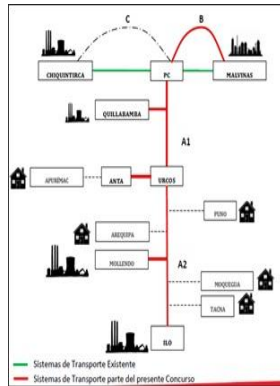 C
B
CHIQUINTIRCA
PC
MALVINAS
QUILLABAMBA
A1
APURÍMAC
ANTA
URCOS
PUNO
AREQUIPA
MOLLENDO
A2
MOQUEGUA
TACNA
ILO
Sistemas de Transporte Existente
Sistemas de Transporte parte del presente Concurso